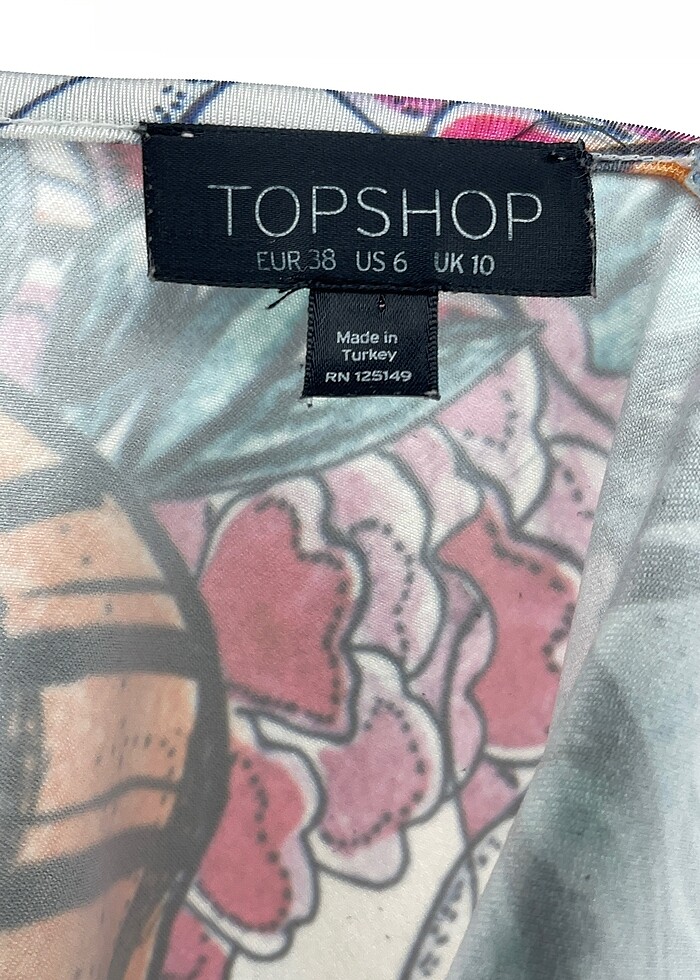 TOPSHOP
EUR 38 US 6 UK 10
Made in
Turkey
RN 125149